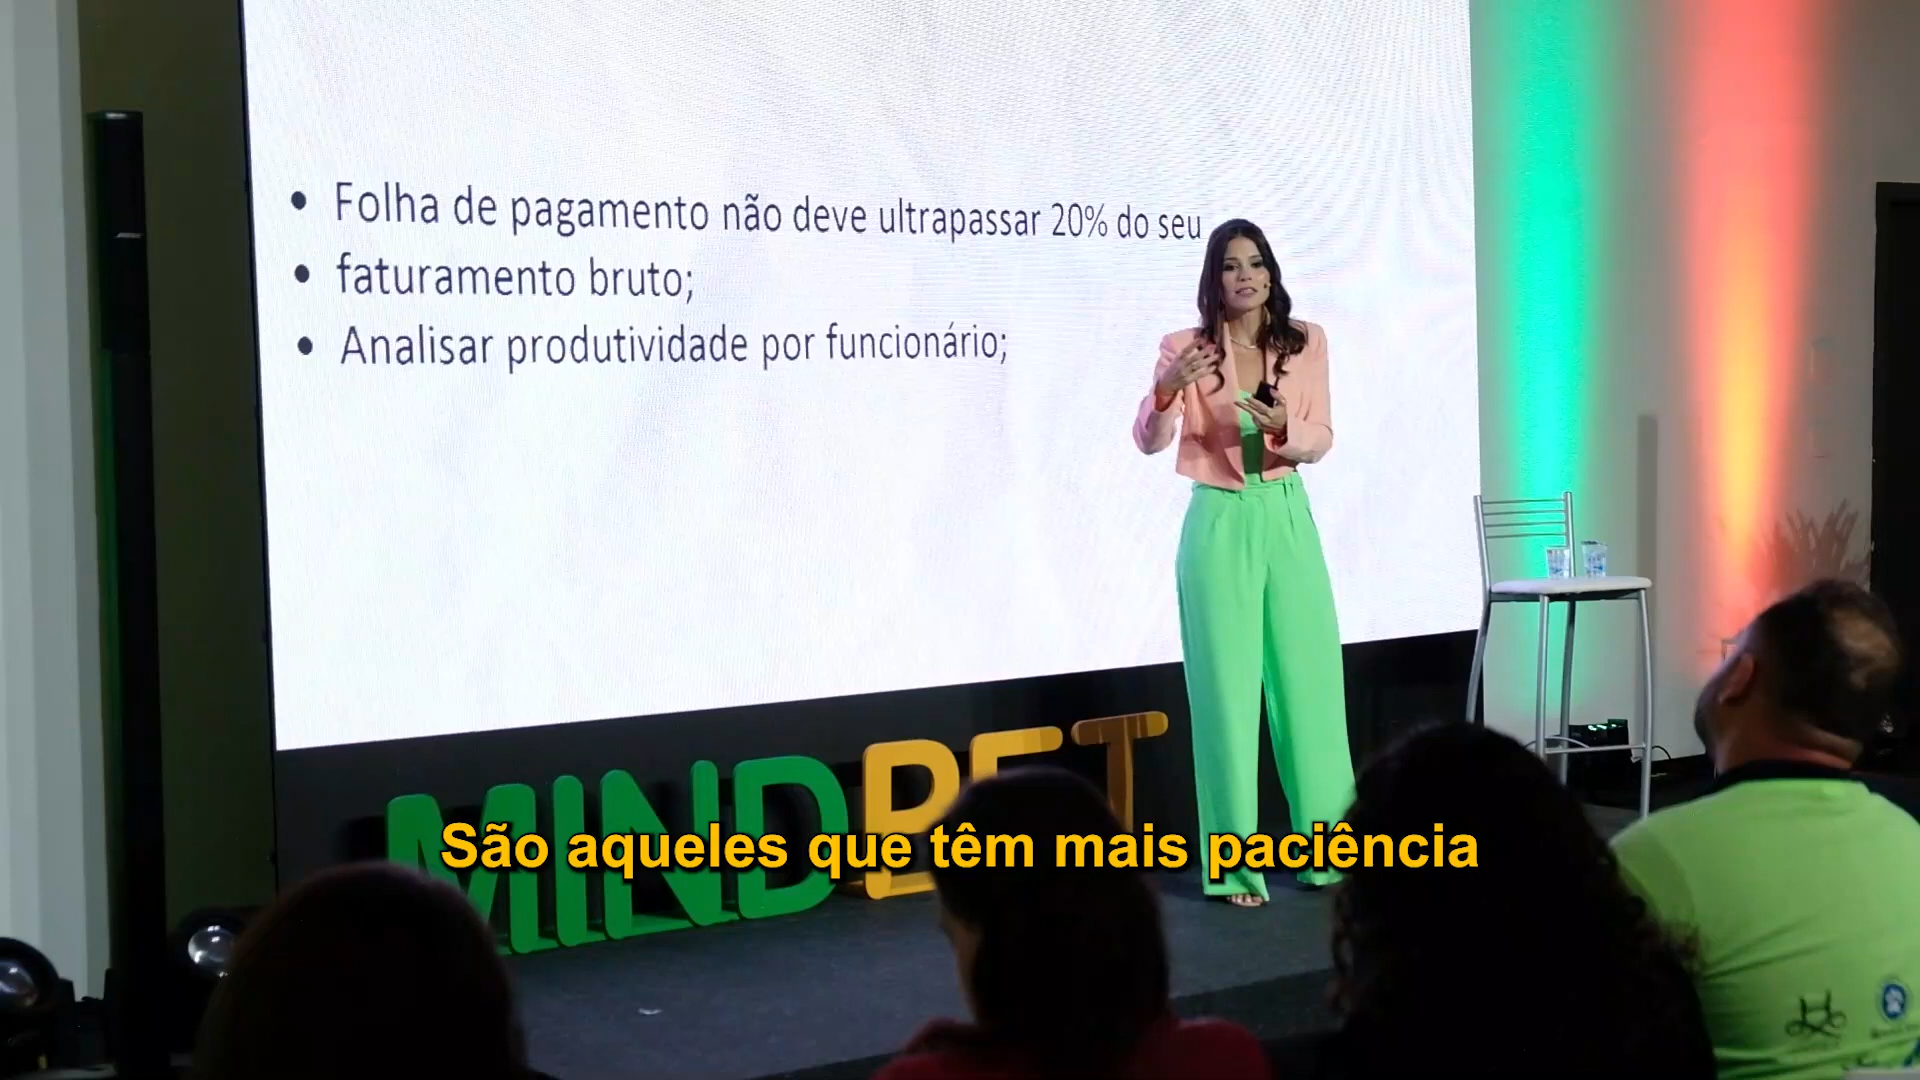 • Folha de pagamento não deve ultrapassar 20% do seu
• faturamento bruto;
• Analisar produtividade por funcionário;
MINDPET
São aqueles que têm mais paciência